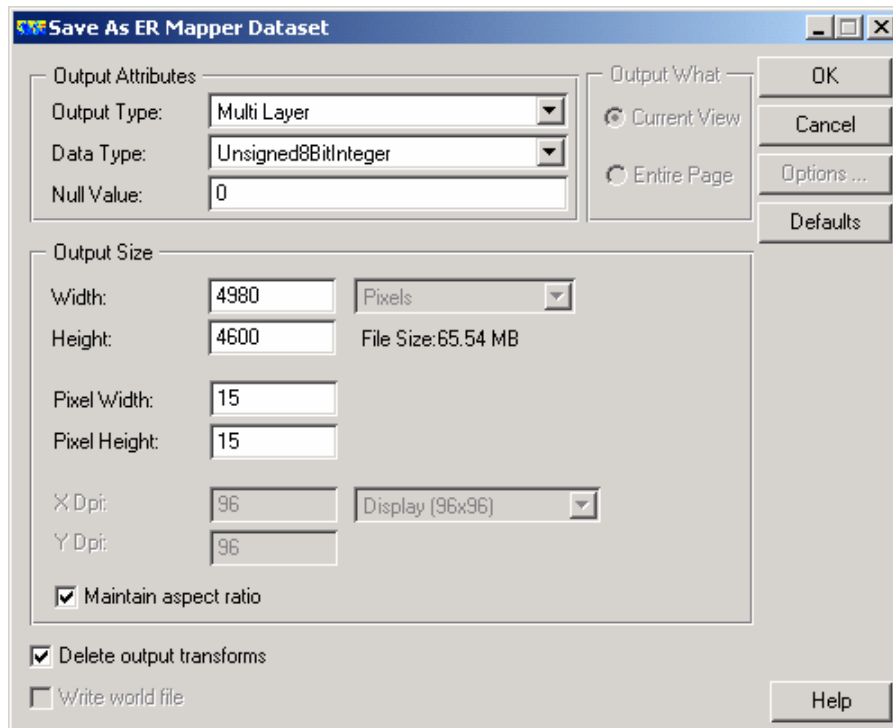 Save As ER Mapper Dataset
Output Attributes
Output Type: Multi Layer
Data Type: Unsigned8BitInteger
Null Value: 0
Output What
Current View
Entire Page
OK
Cancel
Options ...
Defaults
Output Size
Width: 4980 Pixels
Height: 4600 File Size:65.54 MB
Pixel Width: 15
Pixel Height: 15
X Dpi: 96 Display (96x96)
Y Dpi: 96
Maintain aspect ratio
Delete output transforms
Write world file
Help